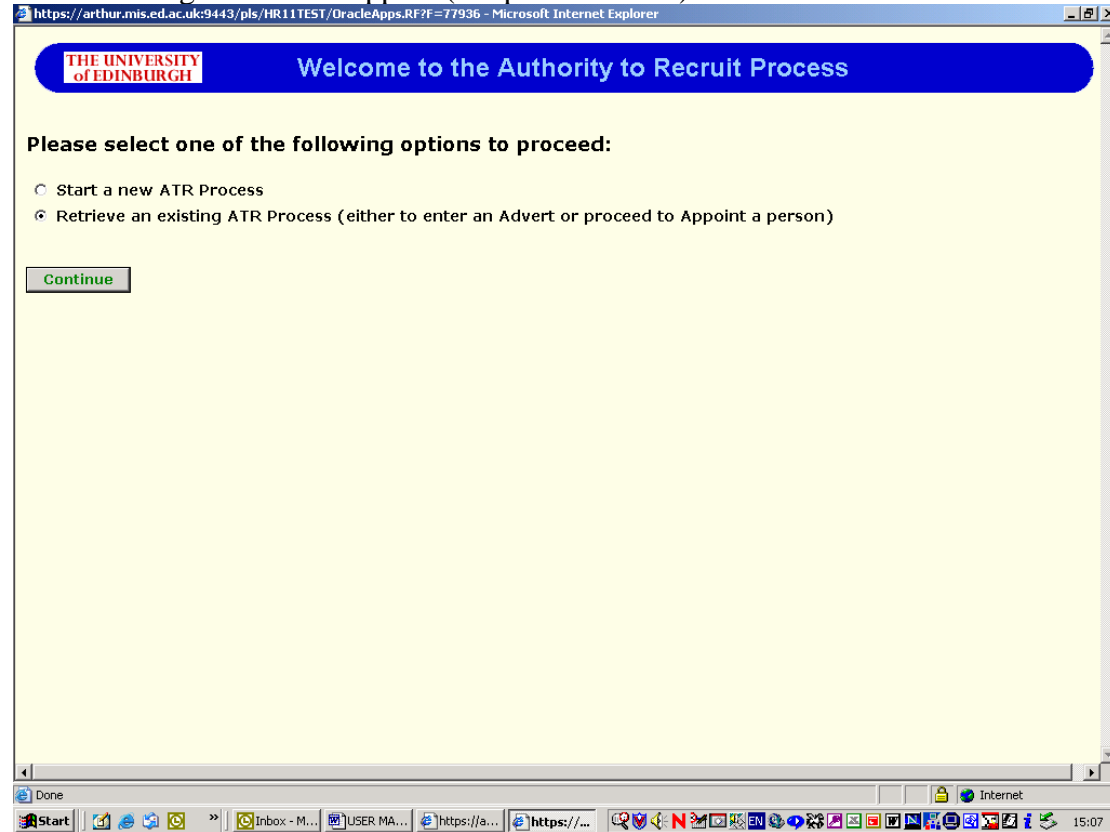 https://arthur.mis.ed.ac.uk:9443/pls/HR11TEST/OracleApps.RF?F=77936 - Microsoft Internet Explorer
THE UNIVERSITY
of EDINBURGH
Welcome to the Authority to Recruit Process
Please select one of the following options to proceed:
Start a new ATR Process
Retrieve an existing ATR Process (either to enter an Advert or proceed to Appoint a person)
Continue
Done
Internet
Start
»
Inbox - M...
USER MA...
https://a...
https://...
EN
15:07